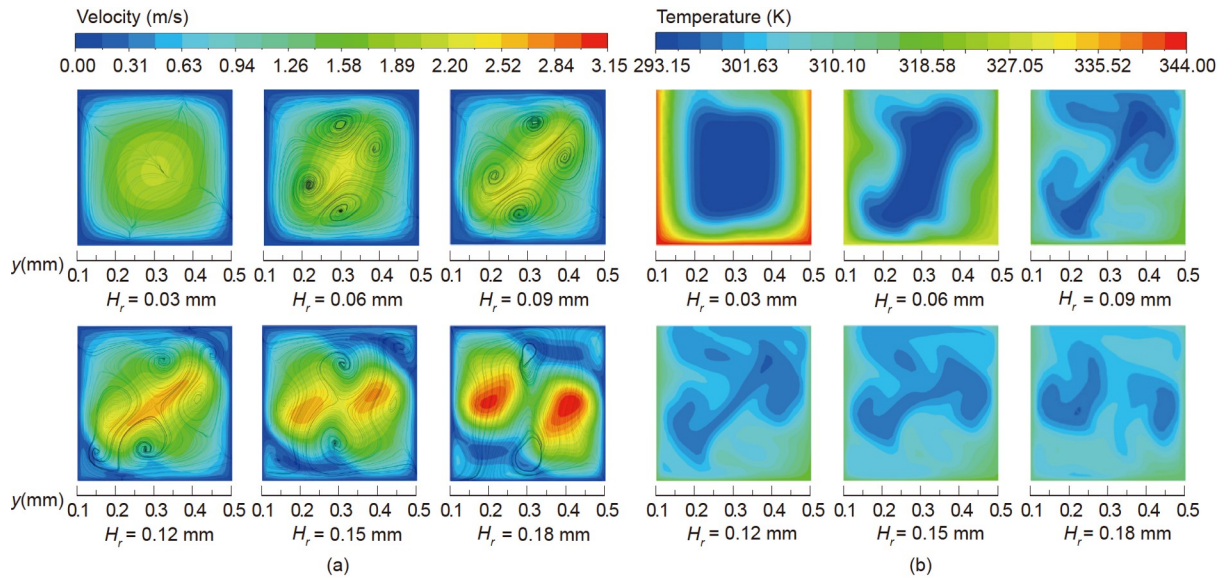 Velocity (m/s)
0.00 0.31 0.63 0.94 1.26 1.58 1.89 2.20 2.52 2.84 3.15
Temperature (K)
293.15 301.63 310.10 318.58 327.05 335.52 344.00
y(mm)
0.1 0.2 0.3 0.4 0.5 0.1 0.2 0.3 0.4 0.5 0.1 0.2 0.3 0.4 0.5 0.1 0.2 0.3 0.4 0.5 0.1 0.2 0.3 0.4 0.5 0.1 0.2 0.3 0.4 0.5
Hr = 0.03 mm Hr = 0.06 mm Hr = 0.09 mm Hr = 0.03 mm Hr = 0.06 mm Hr = 0.09 mm
y(mm)
0.1 0.2 0.3 0.4 0.5 0.1 0.2 0.3 0.4 0.5 0.1 0.2 0.3 0.4 0.5 0.1 0.2 0.3 0.4 0.5 0.1 0.2 0.3 0.4 0.5 0.1 0.2 0.3 0.4 0.5
Hr = 0.12 mm Hr = 0.15 mm Hr = 0.18 mm Hr = 0.12 mm Hr = 0.15 mm Hr = 0.18 mm
(a) (b)